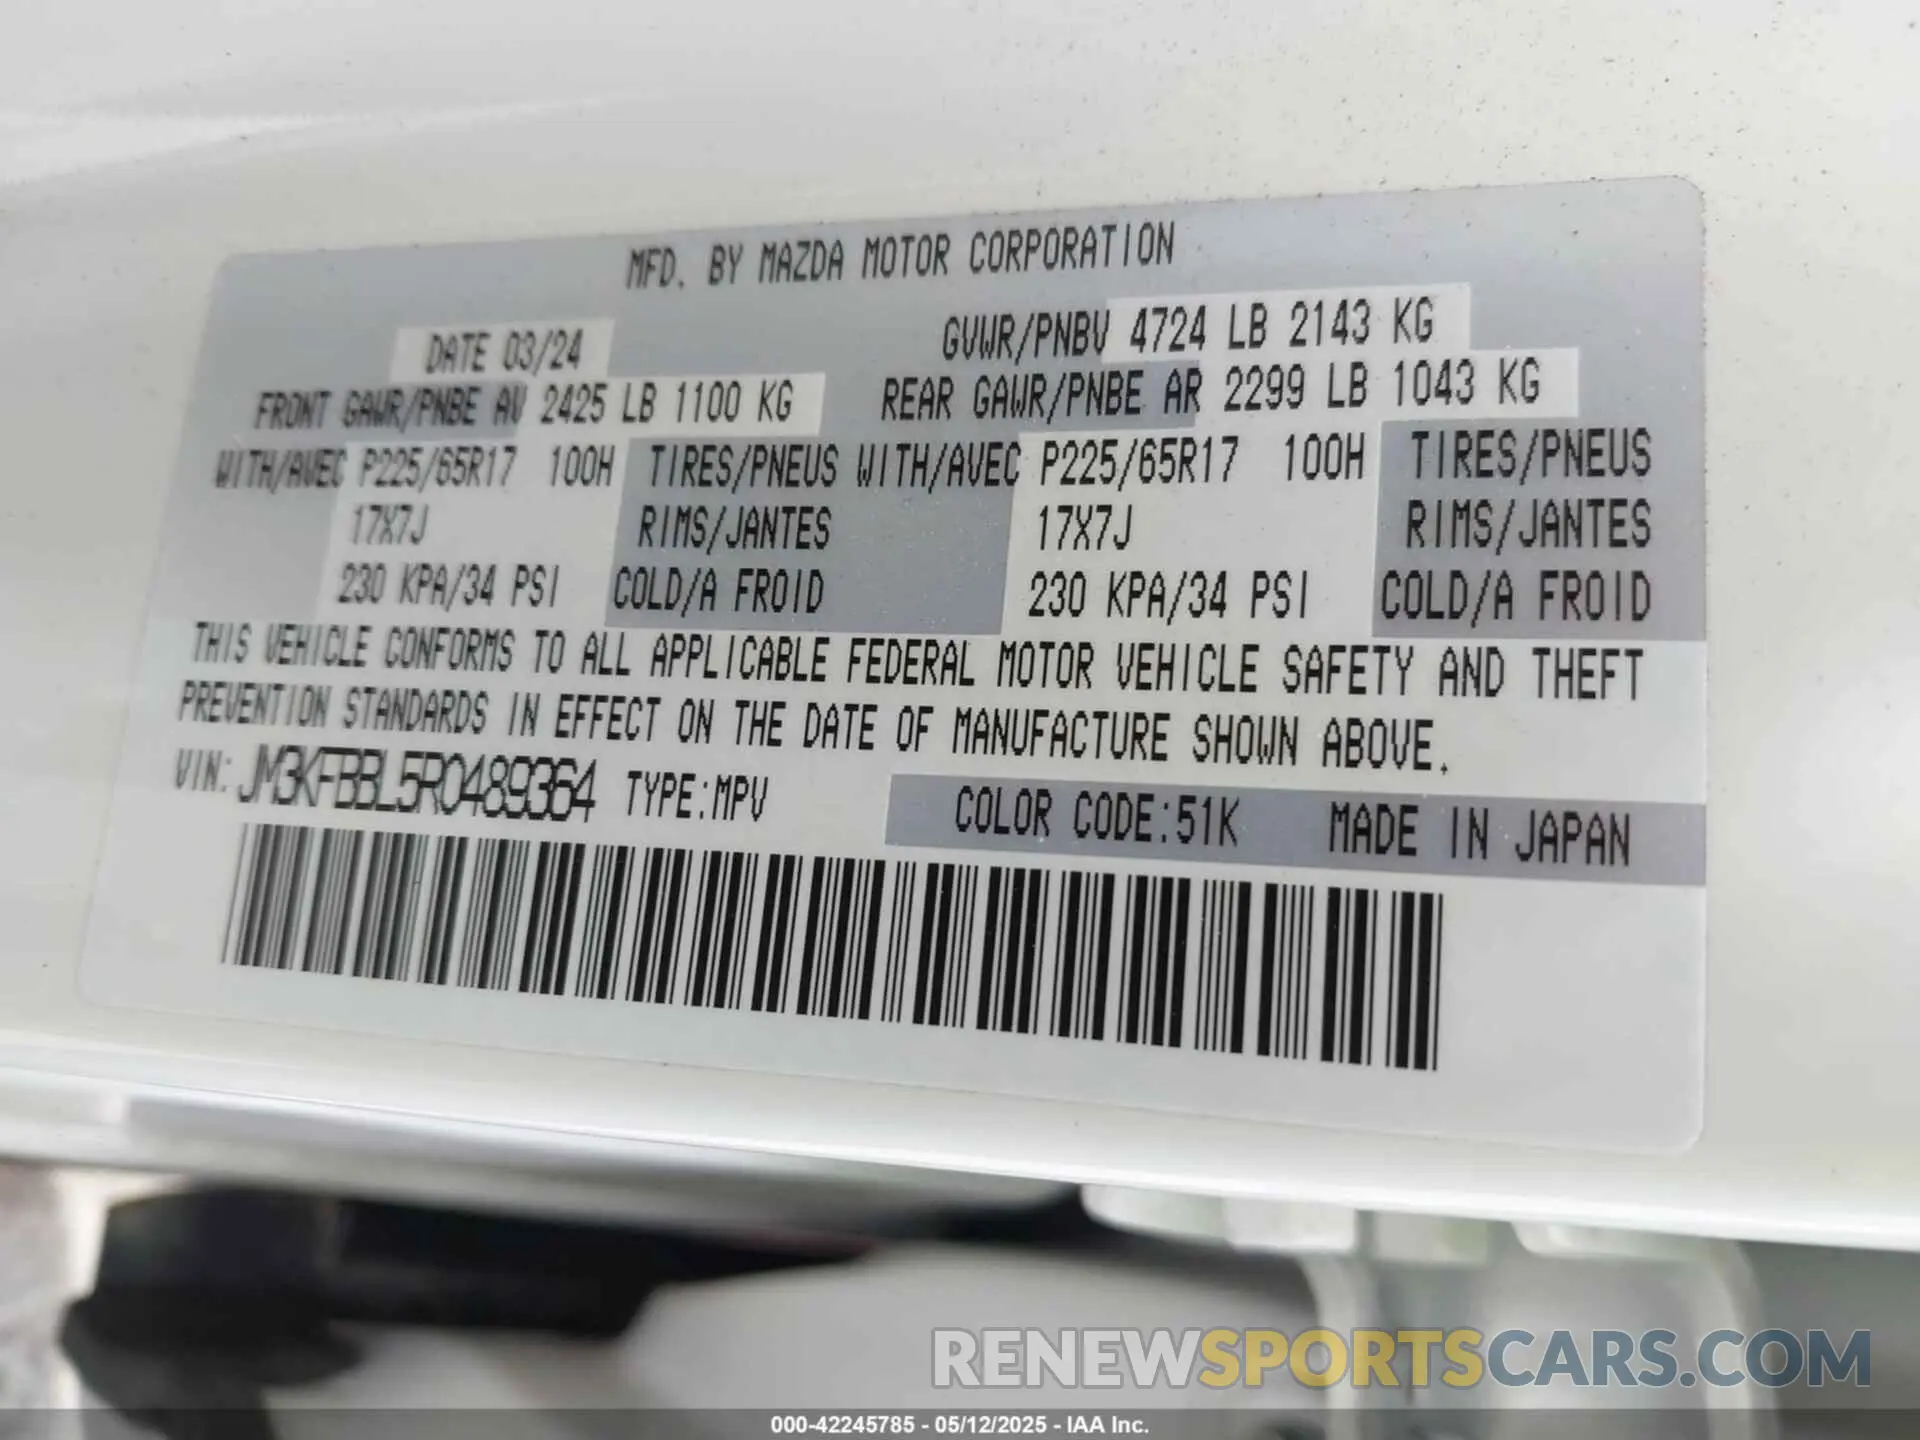 MFD. BY MAZDA MOTOR CORPORATION
DATE 03/24 GVWR/PNBV 4724 LB 2143 KG
FRONT GAWR/PNBE AV 2425 LB 1100 KG REAR GAWR/PNBE AR 2299 LB 1043 KG
WITH/AVEC P225/65R17 100H TIRES/PNEUS WITH/AVEC P225/65R17 100H TIRES/PNEUS
17X7J RIMS/JANTES 17X7J RIMS/JANTES
230 KPA/34 PSI COLD/A FROID 230 KPA/34 PSI COLD/A FROID
THIS VEHICLE CONFORMS TO ALL APPLICABLE FEDERAL MOTOR VEHICLE SAFETY AND THEFT
PREVENTION STANDARDS IN EFFECT ON THE DATE OF MANUFACTURE SHOWN ABOVE.
VIN: JM3KFBBL5R0489364 TYPE:MPV COLOR CODE:51K MADE IN JAPAN
RENEWSPORTSCARS.COM
000-42245785 - 05/12/2025 - IAA Inc.